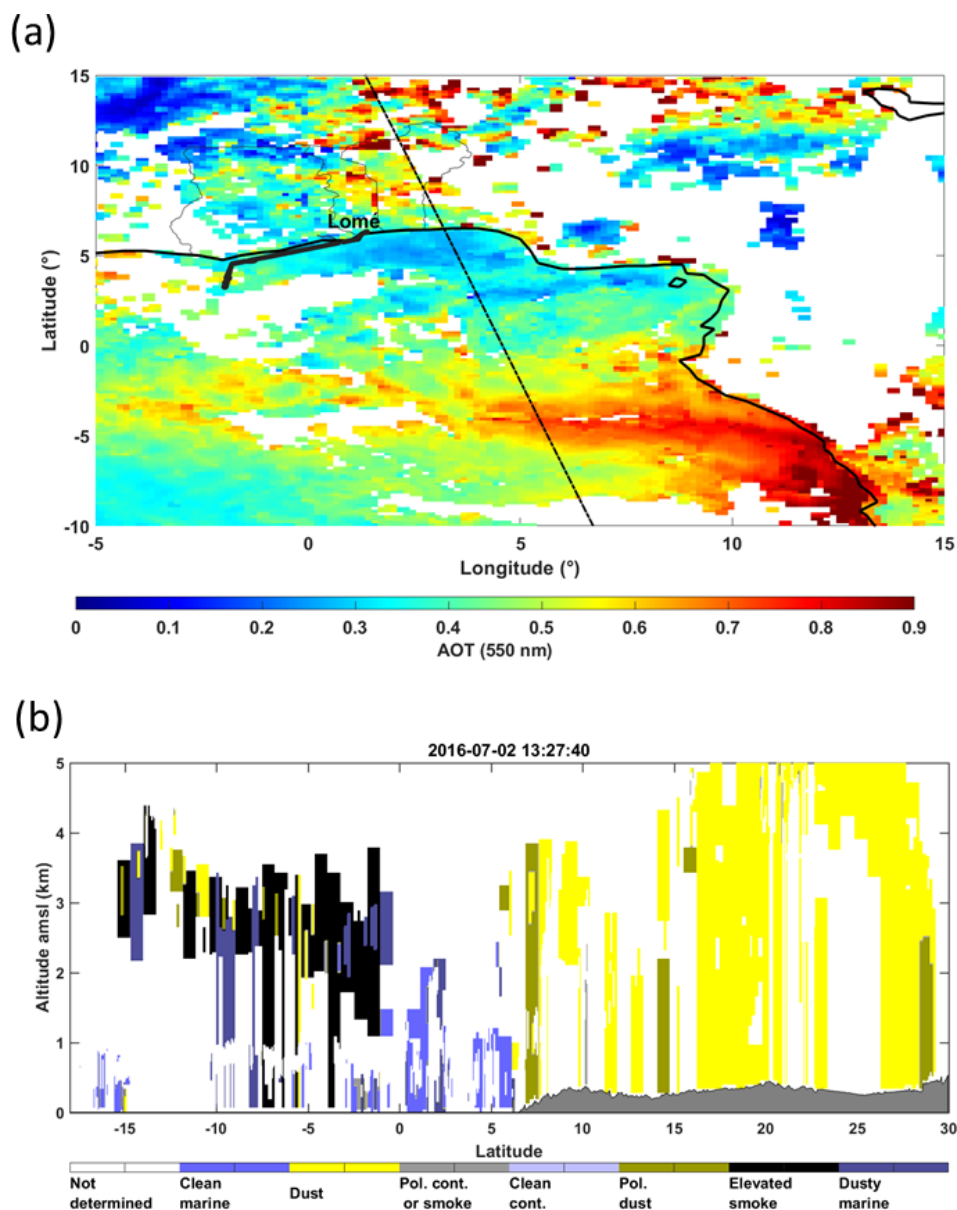 (a)
15
10
5
0
-5
-10
Latitude (°)
Lomé
-5 0 5 10 15
Longitude (°)
0 0.1 0.2 0.3 0.4 0.5 0.6 0.7 0.8 0.9
AOT (550 nm)
(b)
2016-07-02 13:27:40
5
4
3
2
1
0
Altitude amsl (km)
-15 -10 -5 0 5 10 15 20 25 30
Latitude
Not determined
Clean marine
Dust
Pol. cont. or smoke
Clean cont.
Pol. dust
Elevated smoke
Dusty marine